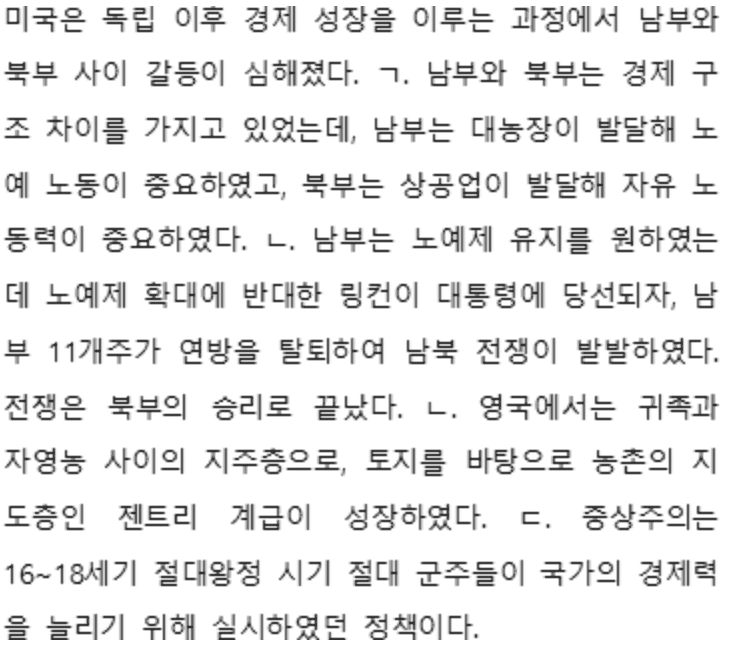 미국은 독립 이후 경제 성장을 이루는 과정에서 남부와
북부 사이 갈등이 심해졌다. ㄱ. 남부와 북부는 경제 구
조 차이를 가지고 있었는데, 남부는 대농장이 발달해 노
예 노동이 중요하였고, 북부는 상공업이 발달해 자유 노
동력이 중요하였다. ㄴ. 남부는 노예제 유지를 원하였는
데 노예제 확대에 반대한 링컨이 대통령에 당선되자, 남
부 11개주가 연방을 탈퇴하여 남북 전쟁이 발발하였다.
전쟁은 북부의 승리로 끝났다. ㄴ. 영국에서는 귀족과
자영농 사이의 지주층으로, 토지를 바탕으로 농촌의 지
도층인 젠트리 계급이 성장하였다. ㄷ. 중상주의는
16~18세기 절대왕정 시기 절대 군주들이 국가의 경제력
을 늘리기 위해 실시하였던 정책이다.